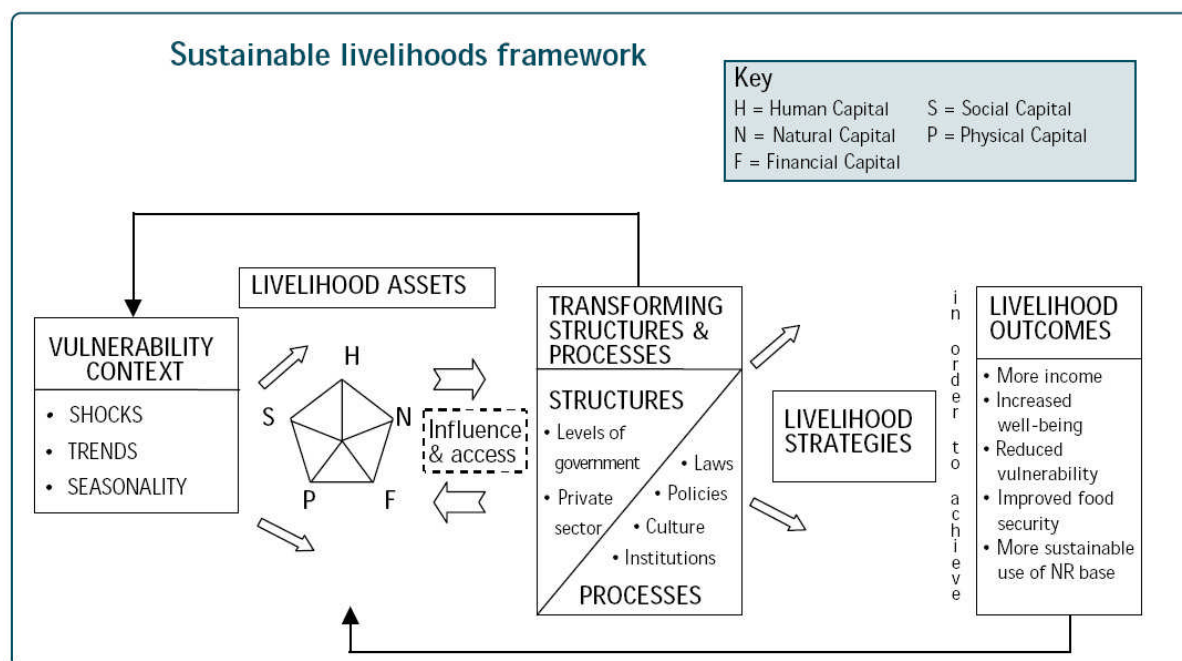 Sustainable livelihoods framework
Key
H = Human Capital S = Social Capital
N = Natural Capital P = Physical Capital
F = Financial Capital
LIVELIHOOD ASSETS
VULNERABILITY
CONTEXT
• SHOCKS
• TRENDS
• SEASONALITY
H
S
N
P
F
Influence
& access
TRANSFORMING
STRUCTURES &
PROCESSES
STRUCTURES
• Levels of
government
• Private
sector
• Laws
• Policies
• Culture
• Institutions
PROCESSES
LIVELIHOOD
STRATEGIES
in order to achieve
LIVELIHOOD
OUTCOMES
• More income
• Increased
well-being
• Reduced
vulnerability
• Improved food
security
• More sustainable
use of NR base